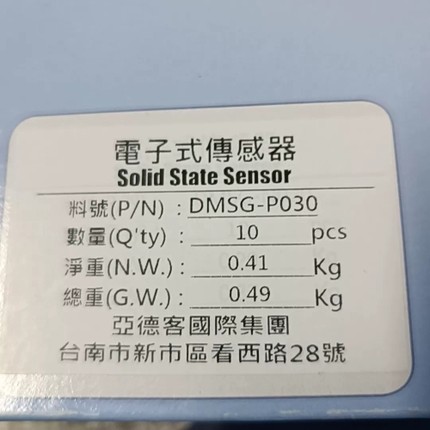 電子式傳感器
Solid State Sensor
料號(P/N) : DMSG-P030
數量(Q'ty) : 10 pcs
淨重(N.W.) : 0.41 Kg
總重(G.W.) : 0.49 Kg
亞德客國際集團
台南市新市區看西路28號